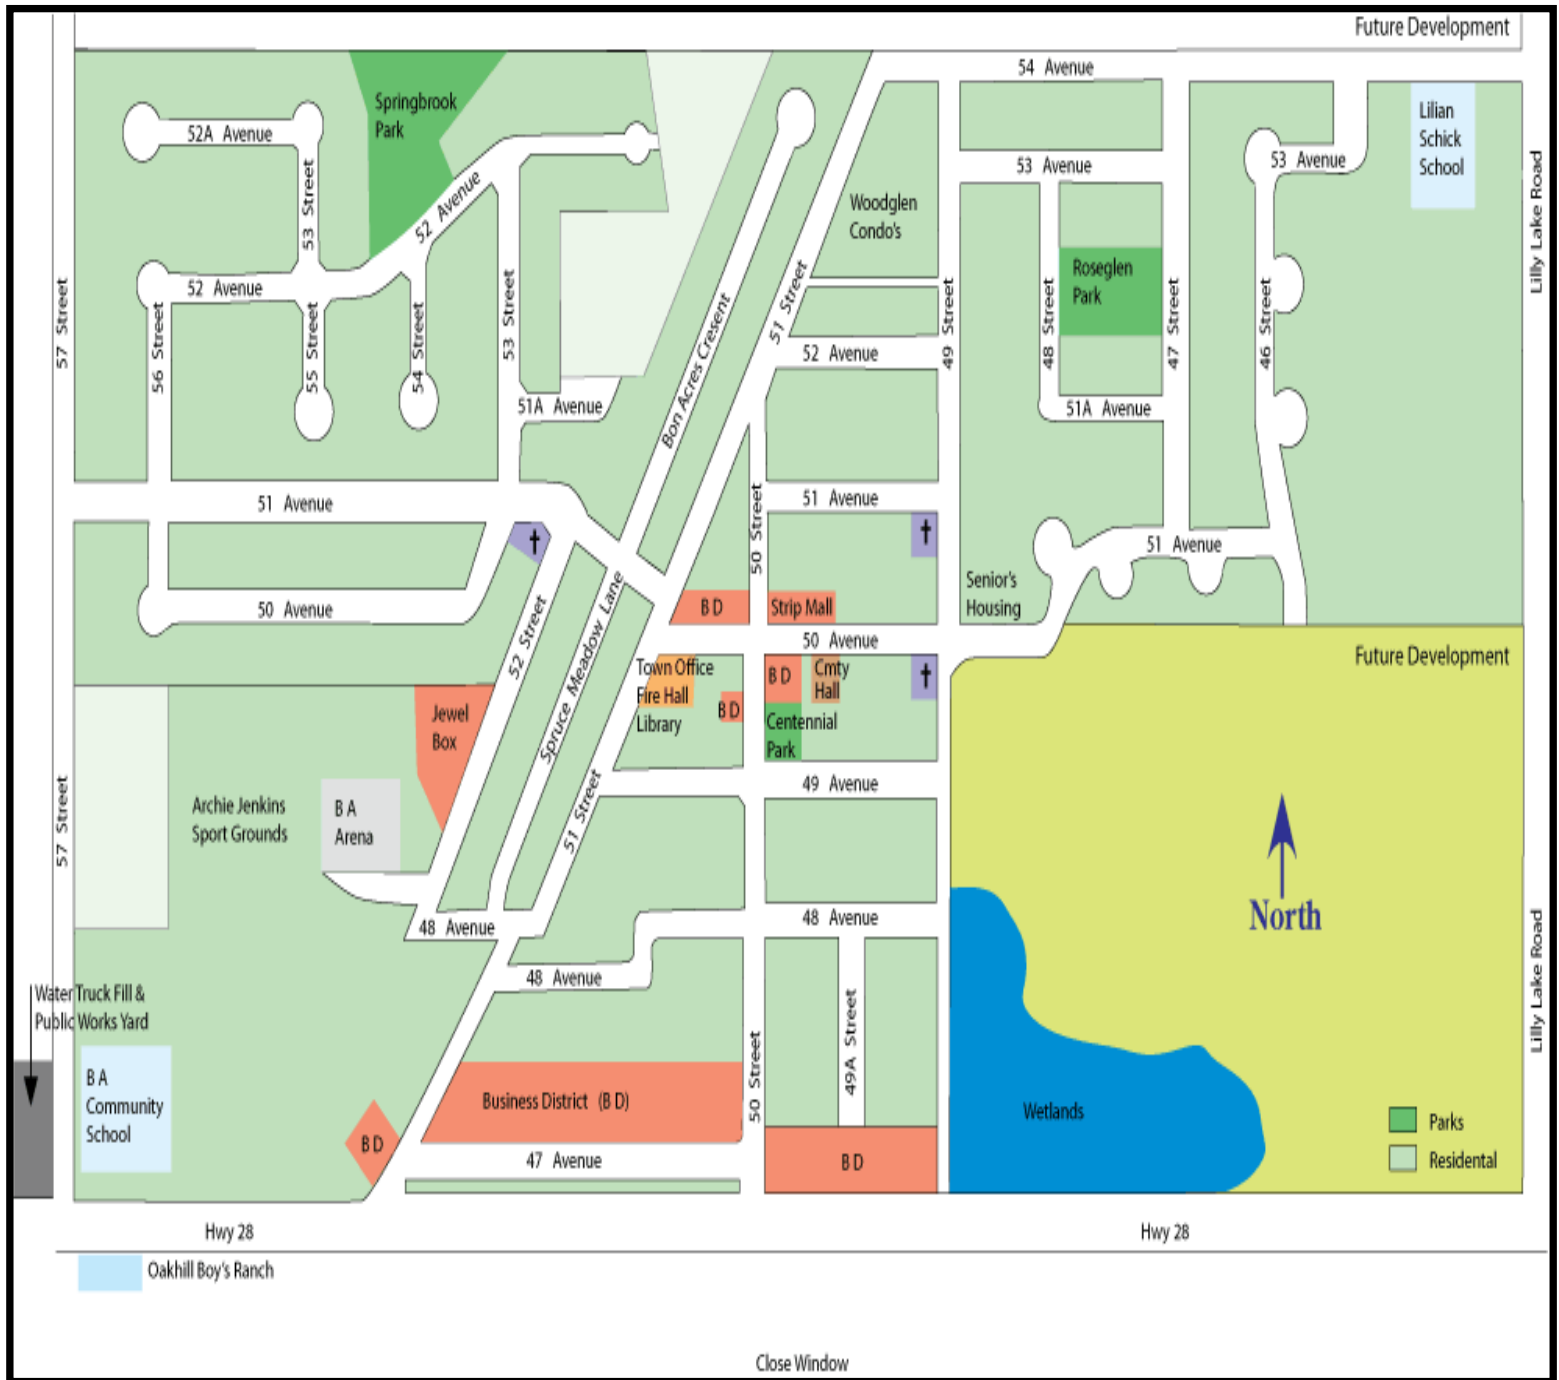 Future Development
54 Avenue
Springbrook
Park
52A Avenue
Lilian
Schick
School
53 Avenue
53 Avenue
53 Street
52 Avenue
Woodglen
Condo's
Lilly Lake Road
Roseglen
Park
52 Avenue
57 Street
56 Street
55 Street
54 Street
53 Street
Bon Acres Cresent
51 Street
49 Street
48 Street
47 Street
46 Street
52 Avenue
51A Avenue
51A Avenue
51 Avenue
51 Avenue
50 Street
51 Avenue
Senior's
Housing
50 Avenue
B D
Strip Mall
50 Avenue
52 Street
Spruce Meadow Lane
Future Development
Town Office
Fire Hall
Library
B D
B D
Cmty
Hall
Centennial
Park
Jewel
Box
49 Avenue
57 Street
Archie Jenkins
Sport Grounds
B A
Arena
51 Street
North
48 Avenue
48 Avenue
48 Avenue
Lilly Lake Road
Water Truck Fill &
Public Works Yard
B A
Community
School
Business District (B D)
50 Street
49A Street
Wetlands
Parks
Residental
B D
47 Avenue
B D
Hwy 28
Hwy 28
Oakhill Boy's Ranch
Close Window